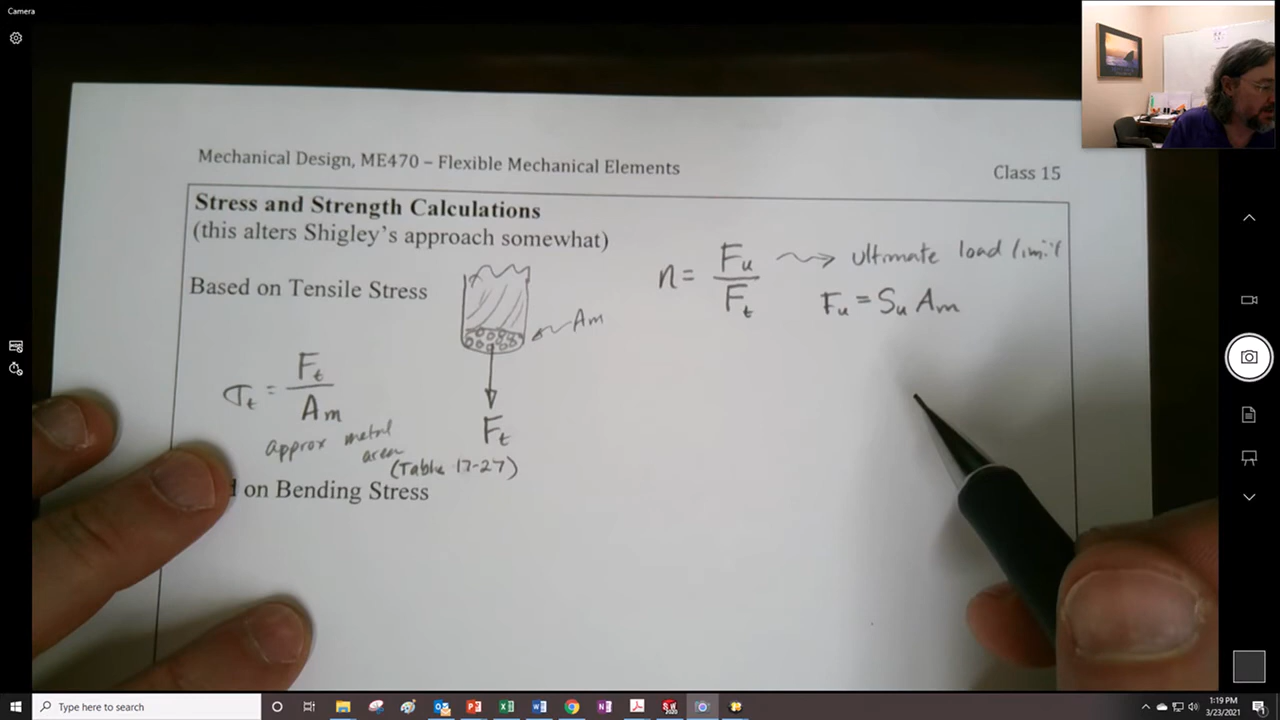 Camera
Mechanical Design, ME470 – Flexible Mechanical Elements
Class 15
Stress and Strength Calculations
(this alters Shigley's approach somewhat)
Based on Tensile Stress
n = Fu / Ft
ultimate load limit
Fu = Su Am
Am
σt = Ft / Am
approx metal area
(Table 17-27)
Ft
on Bending Stress
Type here to search
1:19 PM
3/23/2021